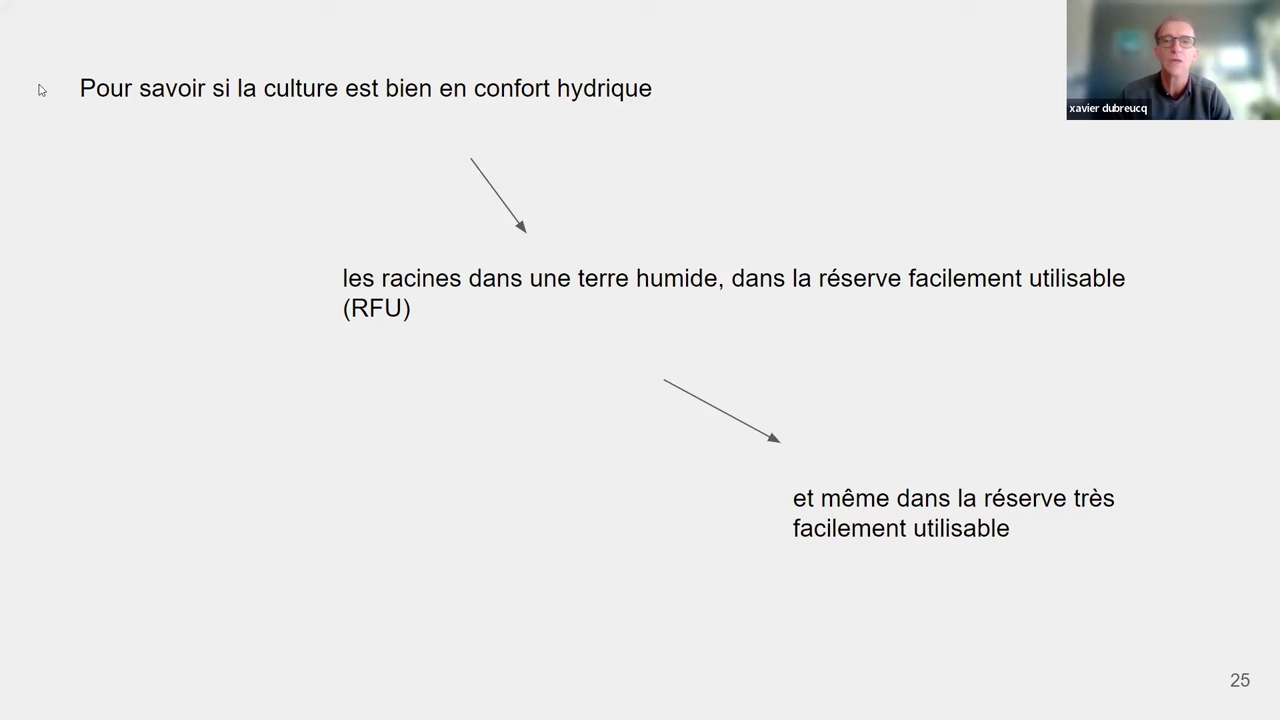 Pour savoir si la culture est bien en confort hydrique
xavier dubreucq
les racines dans une terre humide, dans la réserve facilement utilisable
(RFU)
et même dans la réserve très
facilement utilisable
25